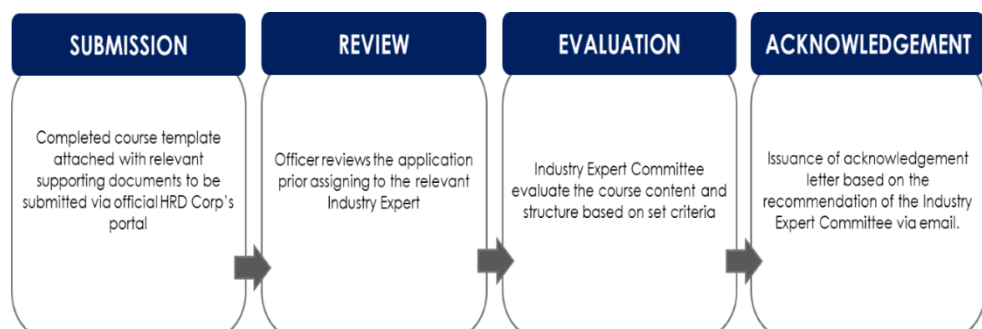 SUBMISSION
Completed course template
attached with relevant
supporting documents to be
submitted via official HRD Corp's
portal
REVIEW
Officer reviews the application
prior assigning to the relevant
Industry Expert
EVALUATION
Industry Expert Committee
evaluate the course content and
structure based on set criteria
ACKNOWLEDGEMENT
Issuance of acknowledgement
letter based on the
recommendation of the Industry
Expert Committee via email.